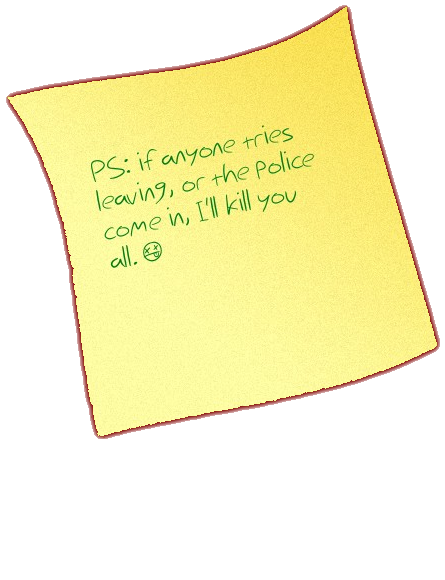 PS: if anyone tries
leaving, or the Police
come in, I'll kill you
all. 😵